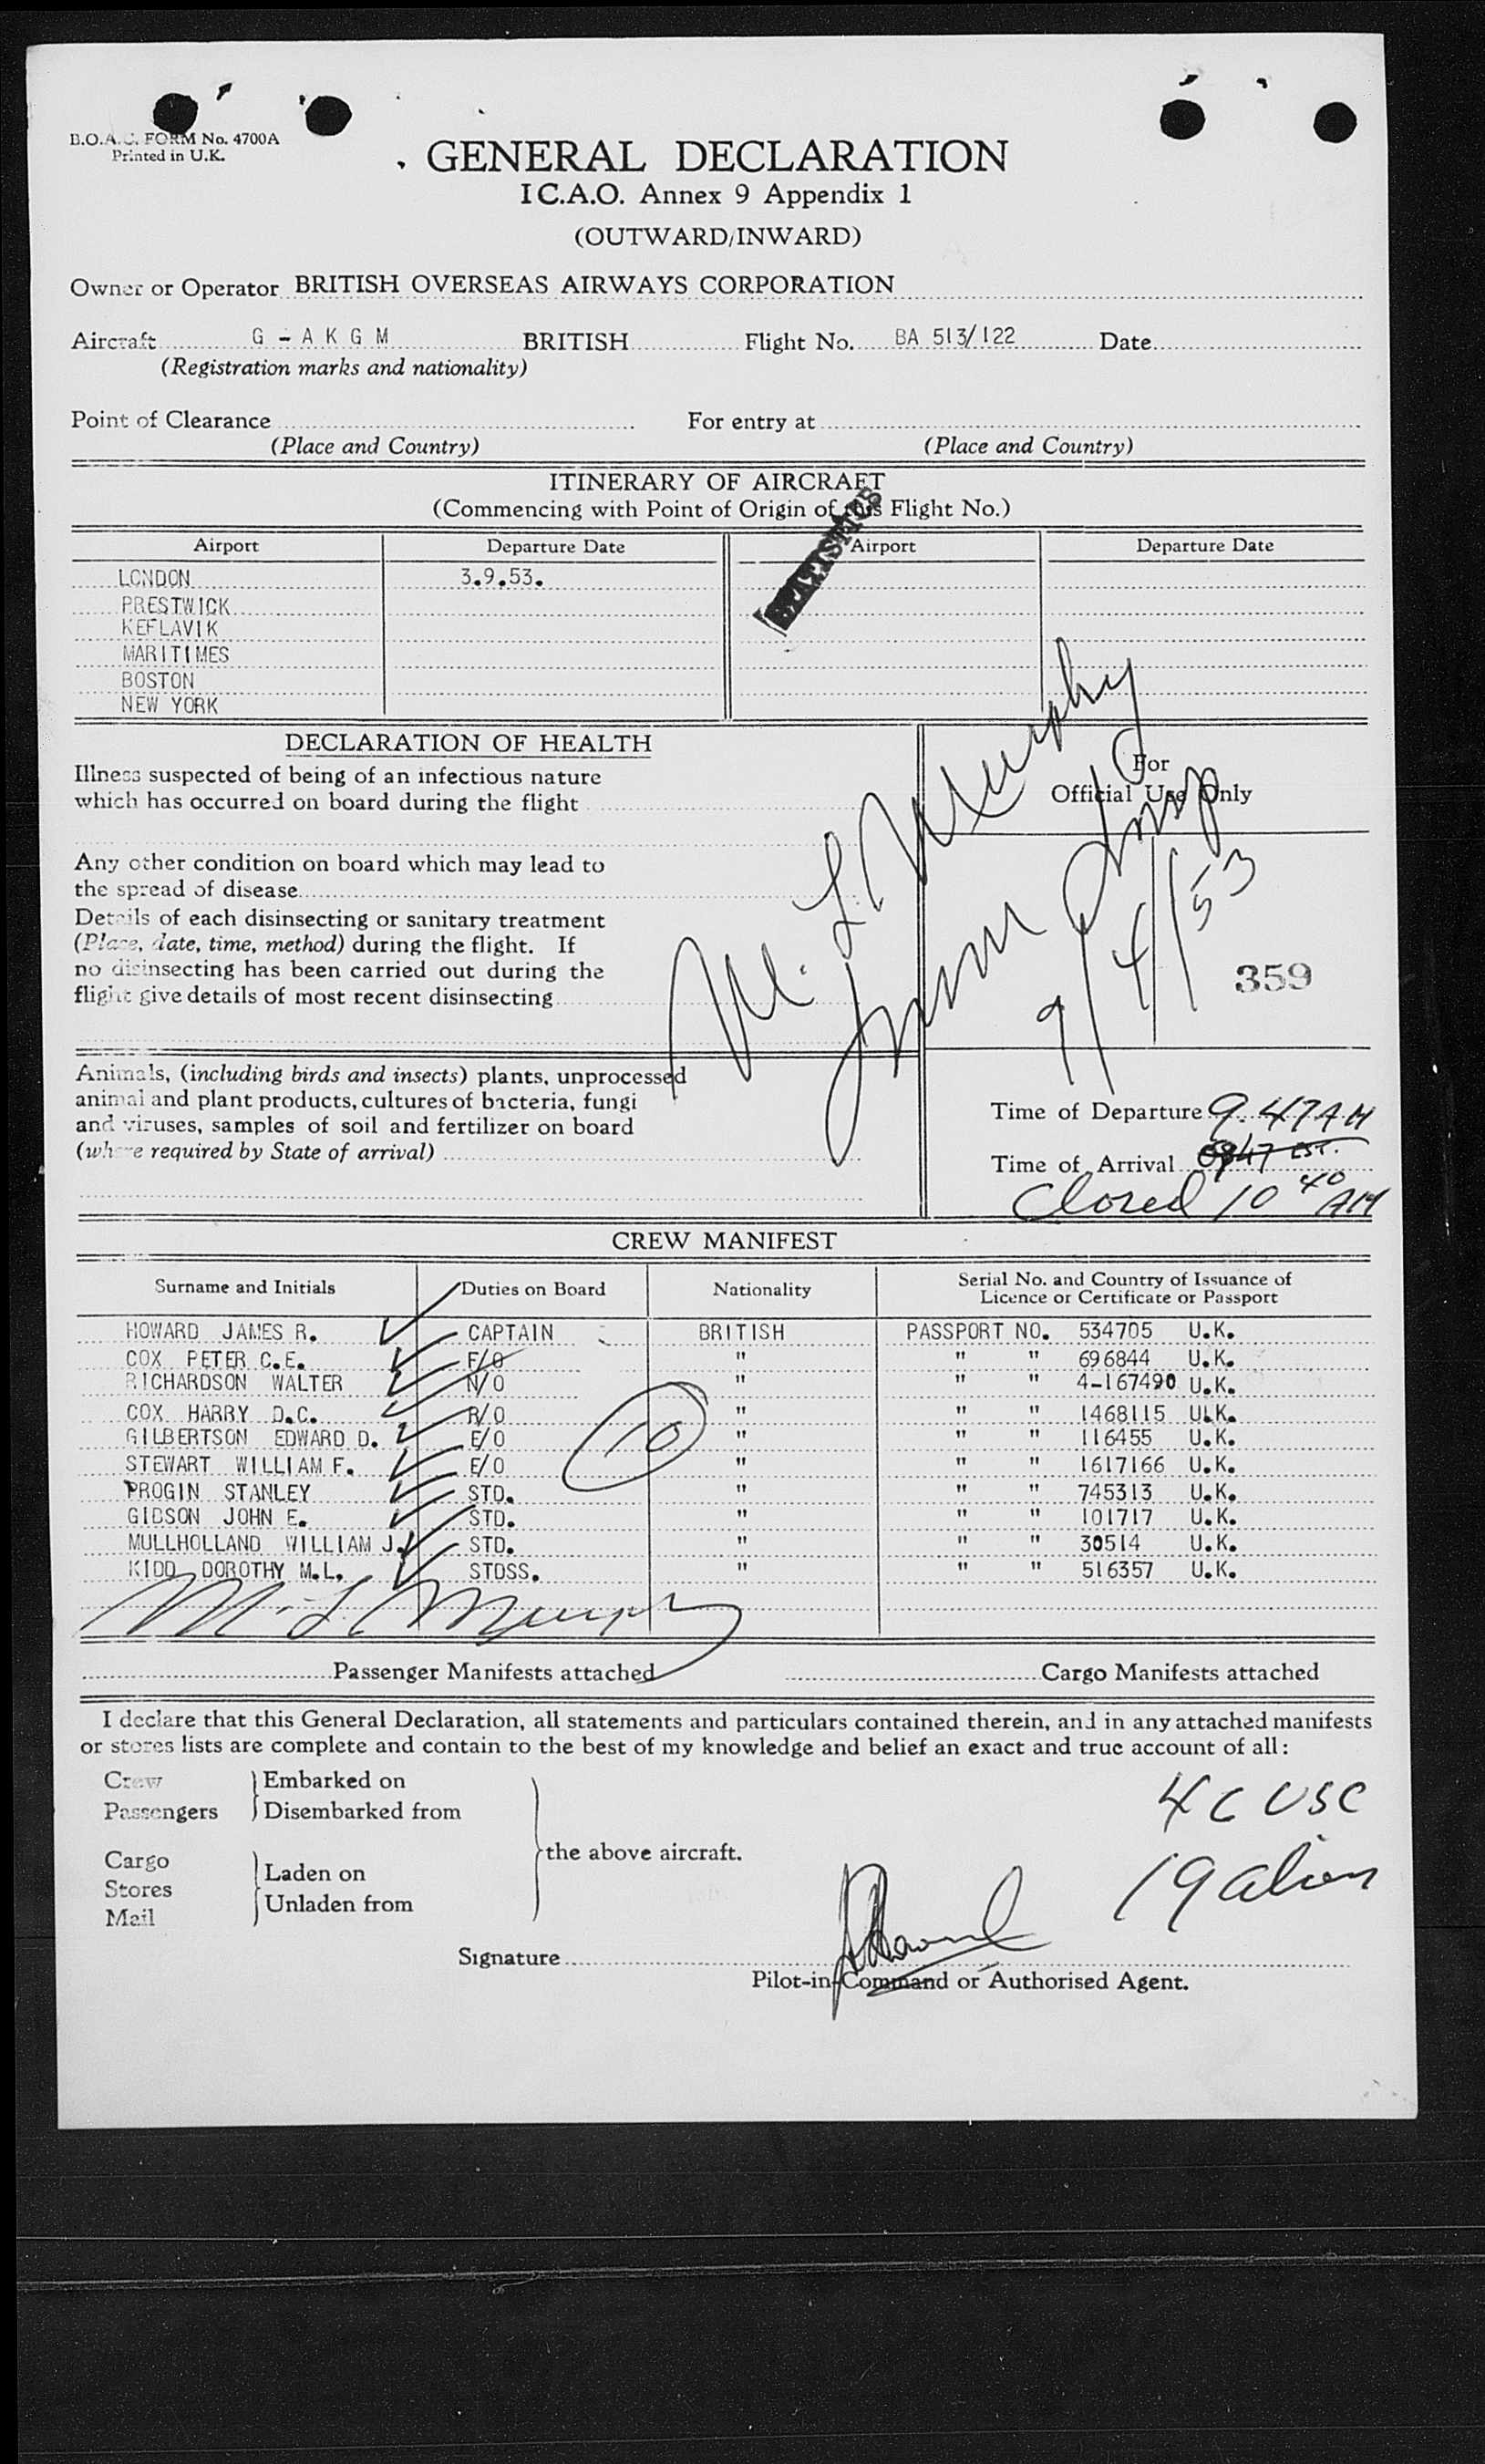 B.O.A.C. FORM No. 4700A
Printed in U.K.
GENERAL DECLARATION
I C.A.O. Annex 9 Appendix 1
(OUTWARD/INWARD)
Owner or Operator BRITISH OVERSEAS AIRWAYS CORPORATION
Aircraft G - A K G M BRITISH Flight No. BA 513/122 Date
(Registration marks and nationality)
Point of Clearance For entry at
(Place and Country) (Place and Country)
ITINERARY OF AIRCRAFT
(Commencing with Point of Origin of this Flight No.)
STATISTICS
Airport Departure Date Airport Departure Date
LONDON 3.9.53.
PRESTWICK
KEFLAVIK
MARITIMES
BOSTON
NEW YORK
DECLARATION OF HEALTH
Illness suspected of being of an infectious nature
which has occurred on board during the flight
Any other condition on board which may lead to
the spread of disease
Details of each disinsecting or sanitary treatment
(Place, date, time, method) during the flight. If
no disinsecting has been carried out during the
flight give details of most recent disinsecting
For
Official Use Only
M. L Murphy
Imm Insp
9/4/53
359
Animals, (including birds and insects) plants, unprocessed
animal and plant products, cultures of bacteria, fungi
and viruses, samples of soil and fertilizer on board
(where required by State of arrival)
Time of Departure 9.47 AM
Time of Arrival 0847 EST.
Closed 10 40 AM
CREW MANIFEST
Surname and Initials Duties on Board Nationality Serial No. and Country of Issuance of
Licence or Certificate or Passport
HOWARD JAMES R. CAPTAIN BRITISH PASSPORT NO. 534705 U.K.
COX PETER C.E. F/O " " " 696844 U.K.
RICHARDSON WALTER N/O " " " 4-167490 U.K.
COX HARRY D.C. R/O " " " 1468115 U.K.
GILBERTSON EDWARD D. E/O " " " 116455 U.K.
STEWART WILLIAM F. E/O " " " 1617166 U.K.
PROGIN STANLEY STD. " " " 745313 U.K.
GIBSON JOHN E. STD. " " " 101717 U.K.
MULLHOLLAND WILLIAM J. STD. " " " 30514 U.K.
KIDD DOROTHY M.L. STDSS. " " " 516357 U.K.
10
M. L. Murphy
Passenger Manifests attached Cargo Manifests attached
I declare that this General Declaration, all statements and particulars contained therein, and in any attached manifests
or stores lists are complete and contain to the best of my knowledge and belief an exact and true account of all:
Crew Embarked on
Passengers Disembarked from
the above aircraft.
Cargo Laden on
Stores
Mail Unladen from
4 C USC
19 alien
Signature
Pilot-in-Command or Authorised Agent.